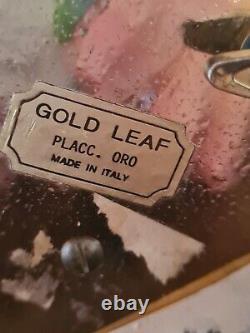 GOLD LEAF
PLACC. ORO
MADE IN ITALY